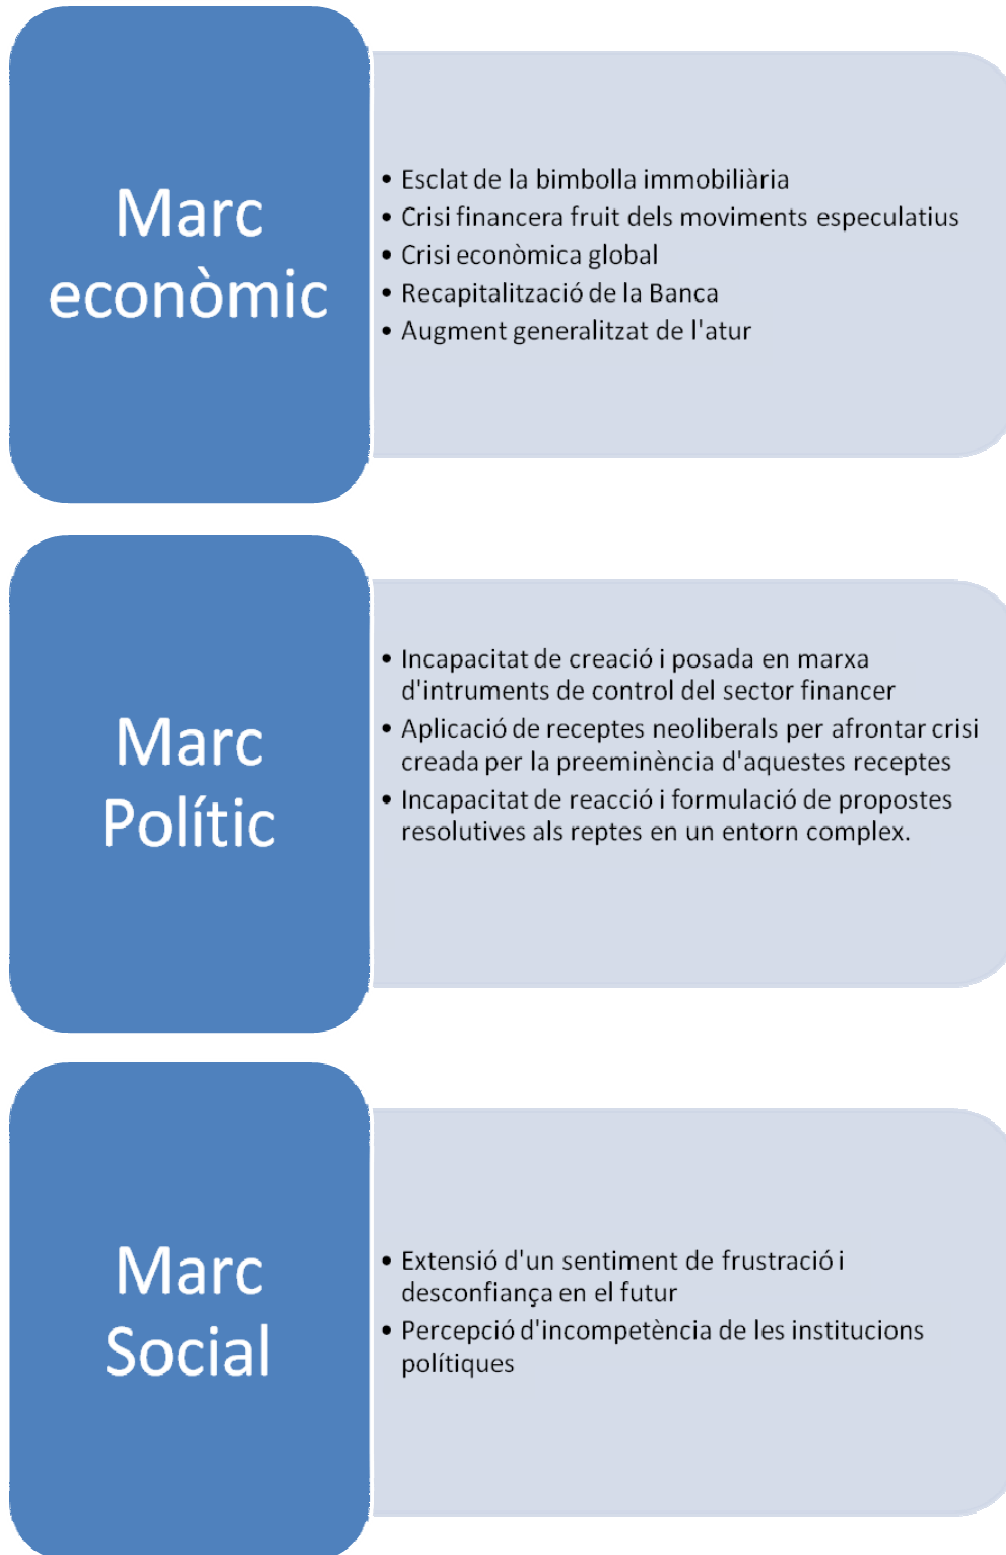 Marc
econòmic
• Esclat de la bimbolla immobiliària
• Crisi financera fruit dels moviments especulatius
• Crisi econòmica global
• Recapitalització de la Banca
• Augment generalitzat de l'atur
Marc
Polític
• Incapacitat de creació i posada en marxa
d'intruments de control del sector financer
• Aplicació de receptes neoliberals per afrontar crisi
creada per la preeminència d'aquestes receptes
• Incapacitat de reacció i formulació de propostes
resolutives als reptes en un entorn complex.
Marc
Social
• Extensió d'un sentiment de frustració i
desconfiança en el futur
• Percepció d'incompetència de les institucions
polítiques